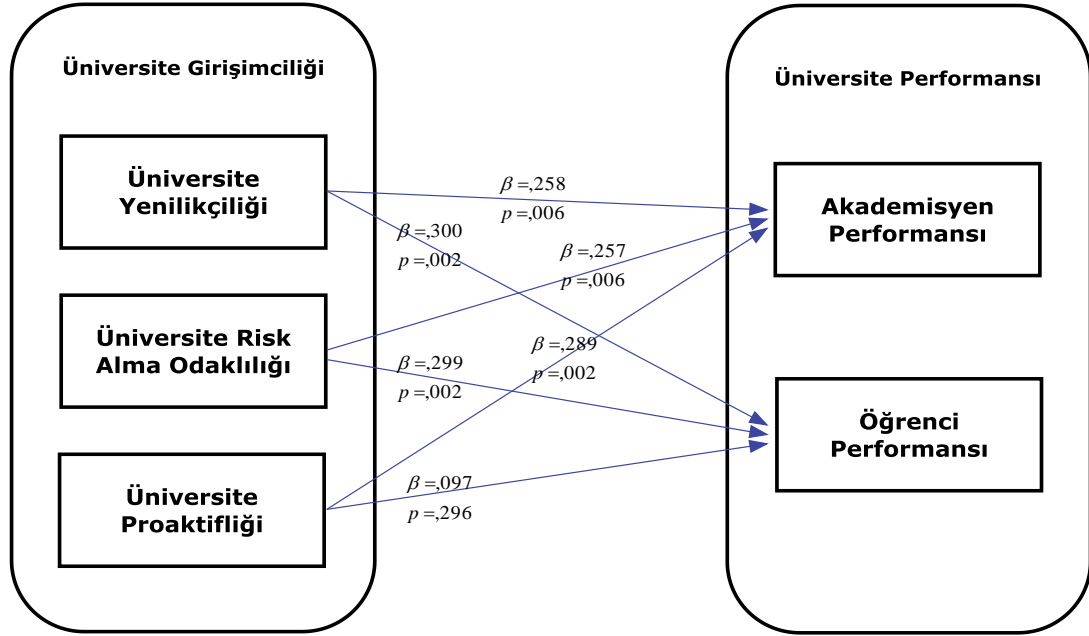 Üniversite Girişimciliği
Üniversite
Yenilikçiliği
Üniversite Risk
Alma Odaklılığı
Üniversite
Proaktifliği
β =,258
p =,006
β =,300
p =,002
β =,257
p =,006
β =,289
p =,002
β =,299
p =,002
β =,097
p =,296
Üniversite Performansı
Akademisyen
Performansı
Öğrenci
Performansı